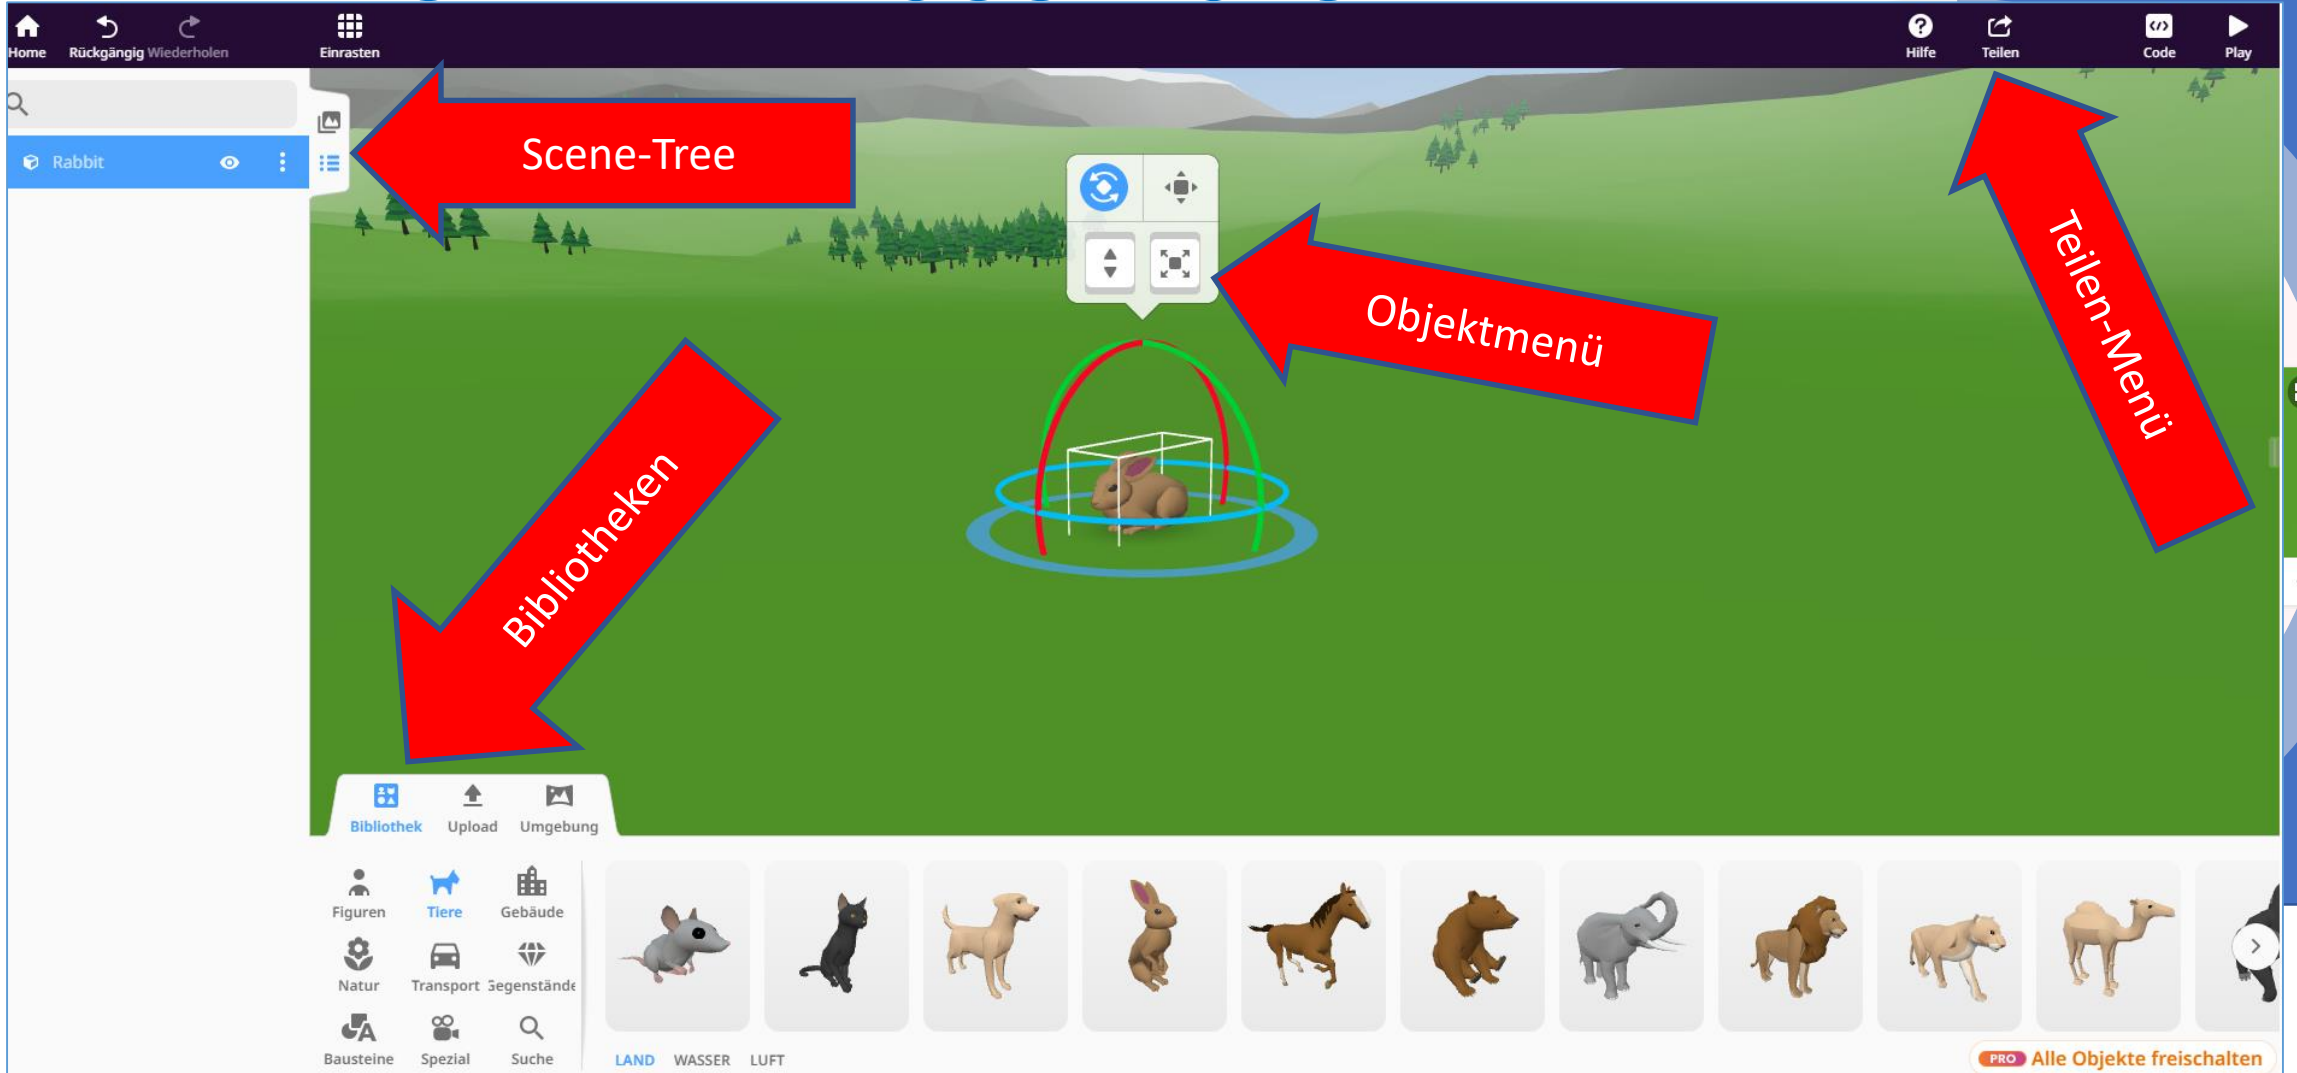 Home Rückgängig Wiederholen Einrasten Hilfe Teilen Code Play
Rabbit
Scene-Tree
Objektmenü
Teilen-Menü
Bibliotheken
Bibliothek Upload Umgebung
Figuren Tiere Gebäude
Natur Transport Gegenstände
Bausteine Spezial Suche
LAND WASSER LUFT
PRO Alle Objekte freischalten